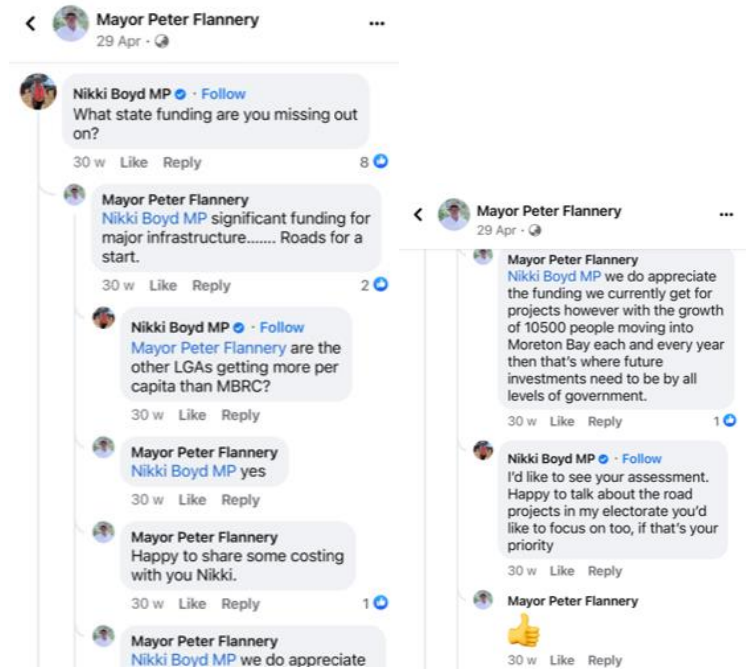 Mayor Peter Flannery
29 Apr ·
Nikki Boyd MP · Follow
What state funding are you missing out
on?
30 w Like Reply 8
Mayor Peter Flannery
Nikki Boyd MP significant funding for
major infrastructure....... Roads for a
start.
30 w Like Reply 2
Nikki Boyd MP · Follow
Mayor Peter Flannery are the
other LGAs getting more per
capita than MBRC?
30 w Like Reply
Mayor Peter Flannery
Nikki Boyd MP yes
30 w Like Reply
Mayor Peter Flannery
Happy to share some costing
with you Nikki.
30 w Like Reply 1
Mayor Peter Flannery
Nikki Boyd MP we do appreciate
Mayor Peter Flannery
29 Apr ·
Mayor Peter Flannery
Nikki Boyd MP we do appreciate
the funding we currently get for
projects however with the growth
of 10500 people moving into
Moreton Bay each and every year
then that's where future
investments need to be by all
levels of government.
30 w Like Reply 1
Nikki Boyd MP · Follow
I'd like to see your assessment.
Happy to talk about the road
projects in my electorate you'd
like to focus on too, if that's your
priority
30 w Like Reply
Mayor Peter Flannery
👍
30 w Like Reply